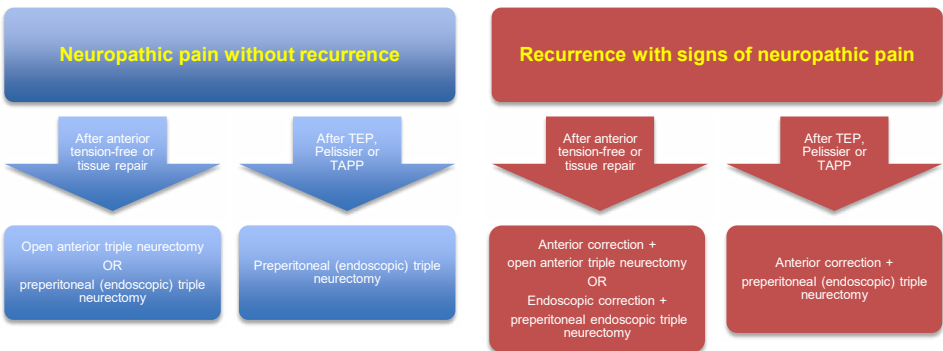 Neuropathic pain without recurrence
After anterior
tension-free or
tissue repair
After TEP,
Pelissier or
TAPP
Open anterior triple neurectomy
OR
preperitoneal (endoscopic) triple
neurectomy
Preperitoneal (endoscopic) triple
neurectomy
Recurrence with signs of neuropathic pain
After anterior
tension-free or
tissue repair
After TEP,
Pelissier or
TAPP
Anterior correction +
open anterior triple neurectomy
OR
Endoscopic correction +
preperitoneal endoscopic triple
neurectomy
Anterior correction +
preperitoneal (endoscopic) triple
neurectomy